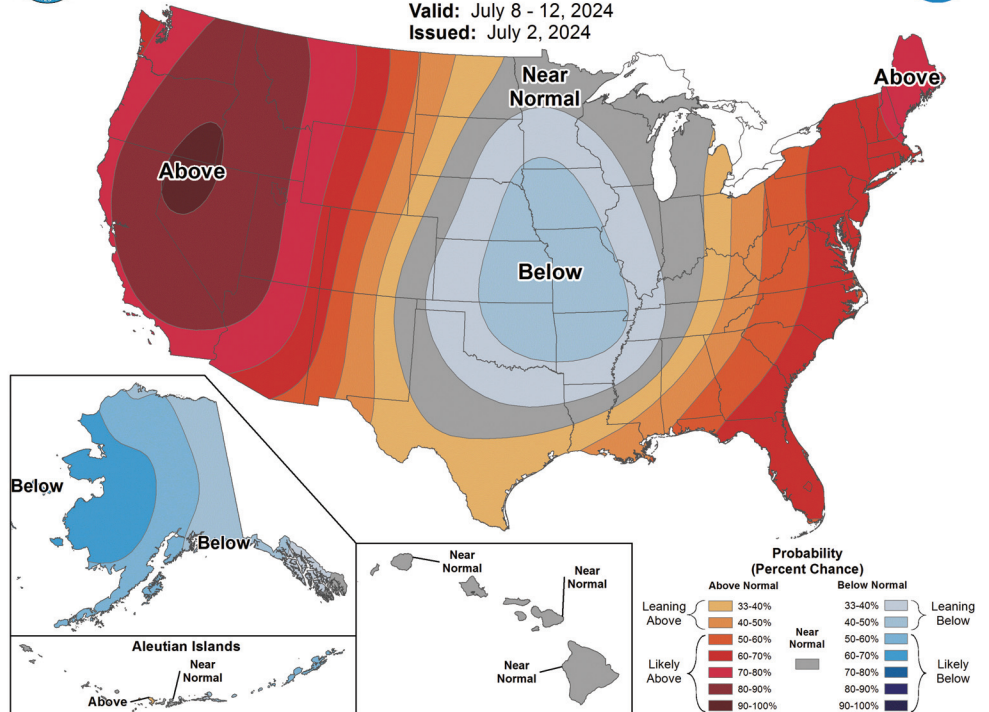 Valid: July 8 - 12, 2024
Issued: July 2, 2024
Near
Normal
Above
Above
Below
Below
Below
Aleutian Islands
Near
Normal
Above
Near
Normal
Near
Normal
Near
Normal
Probability
(Percent Chance)
Above Normal
Below Normal
Leaning
Above
33-40%
40-50%
Likely
Above
50-60%
60-70%
70-80%
80-90%
90-100%
Near
Normal
33-40%
40-50%
Leaning
Below
50-60%
60-70%
70-80%
80-90%
90-100%
Likely
Below